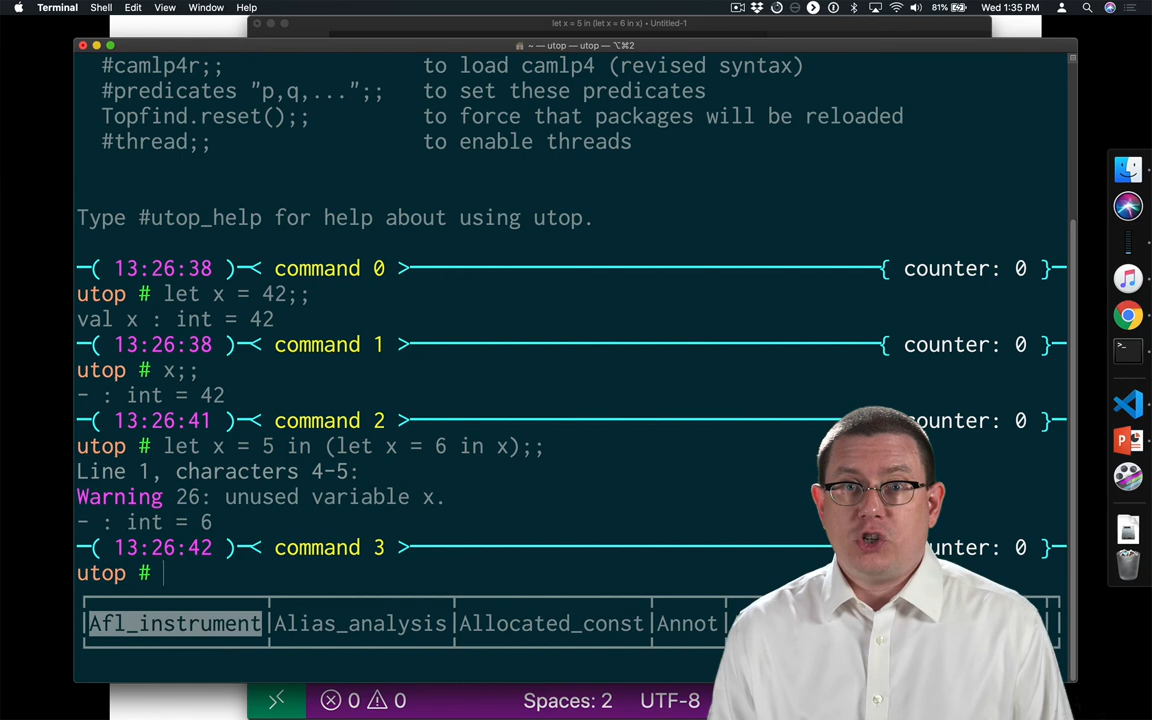 Terminal Shell Edit View Window Help 81% Wed 1:35 PM
let x = 5 in (let x = 6 in x) • Untitled-1
~ — utop — utop — ⌥⌘2
#camlp4r;; to load camlp4 (revised syntax)
#predicates "p,q,...";; to set these predicates
Topfind.reset();; to force that packages will be reloaded
#thread;; to enable threads
Type #utop_help for help about using utop.
─( 13:26:38 )─< command 0 >─{ counter: 0 }─
utop # let x = 42;;
val x : int = 42
─( 13:26:38 )─< command 1 >─{ counter: 0 }─
utop # x;;
- : int = 42
─( 13:26:41 )─< command 2 >─ counter: 0 }─
utop # let x = 5 in (let x = 6 in x);;
Line 1, characters 4-5:
Warning 26: unused variable x.
- : int = 6
─( 13:26:42 )─< command 3 >─ unter: 0 }─
utop #
Afl_instrument Alias_analysis Allocated_const Annot
0 0 Spaces: 2 UTF-8